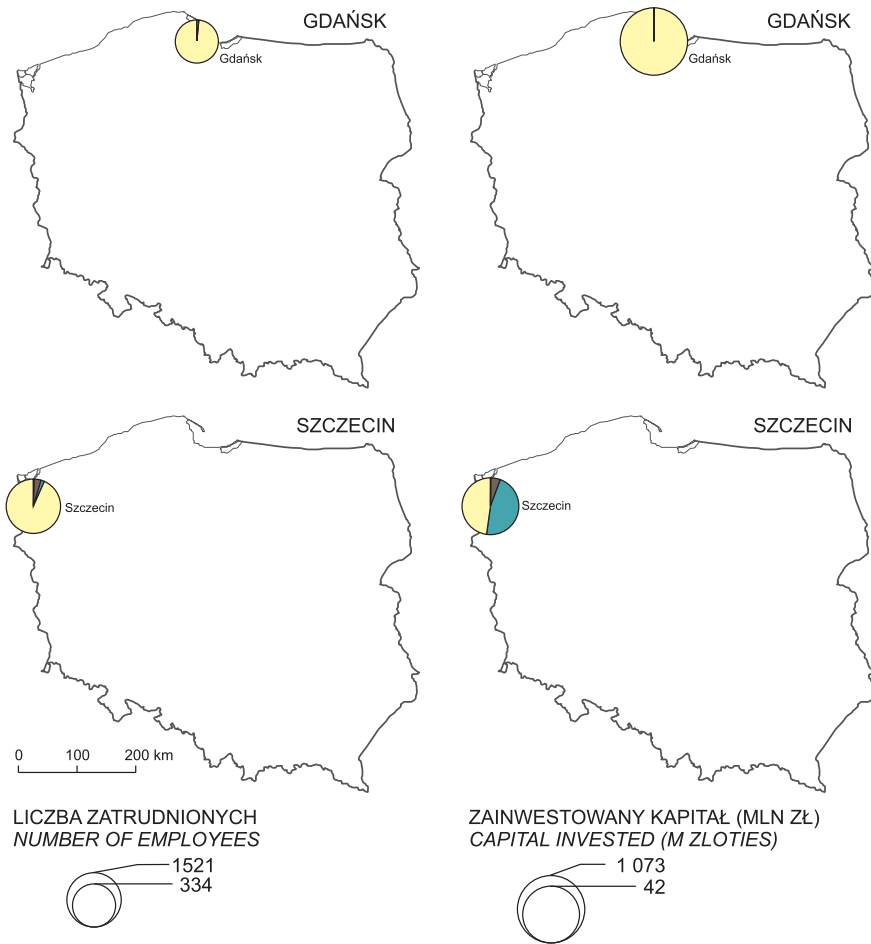 GDAŃSK
Gdańsk
GDAŃSK
Gdańsk
SZCZECIN
Szczecin
SZCZECIN
Szczecin
0 100 200 km
LICZBA ZATRUDNIONYCH
NUMBER OF EMPLOYEES
1521
334
ZAINWESTOWANY KAPITAŁ (MLN ZŁ)
CAPITAL INVESTED (M ZLOTIES)
1 073
42